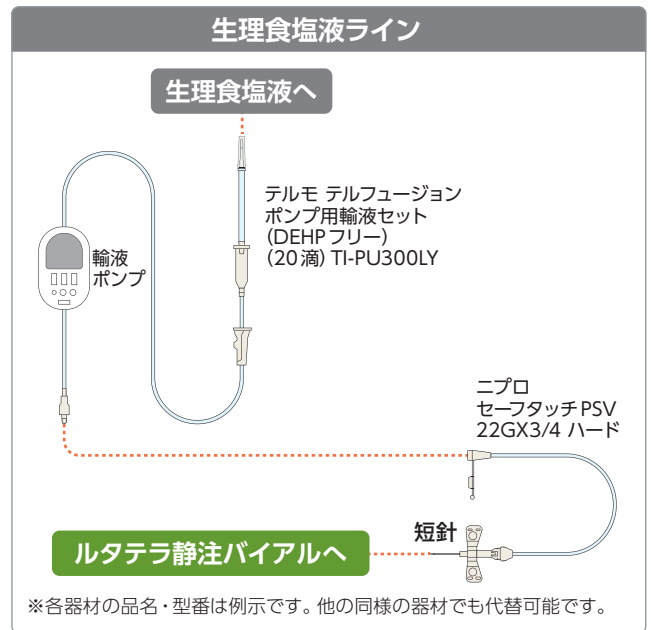 生理食塩液ライン
生理食塩液へ
テルモ テルフュージョン
ポンプ用輸液セット
(DEHPフリー)
(20滴) TI-PU300LY
輸液
ポンプ
ニプロ
セーフタッチPSV
22GX3/4 ハード
短針
ルタテラ静注バイアルへ
※各器材の品名・型番は例示です。他の同様の器材でも代替可能です。